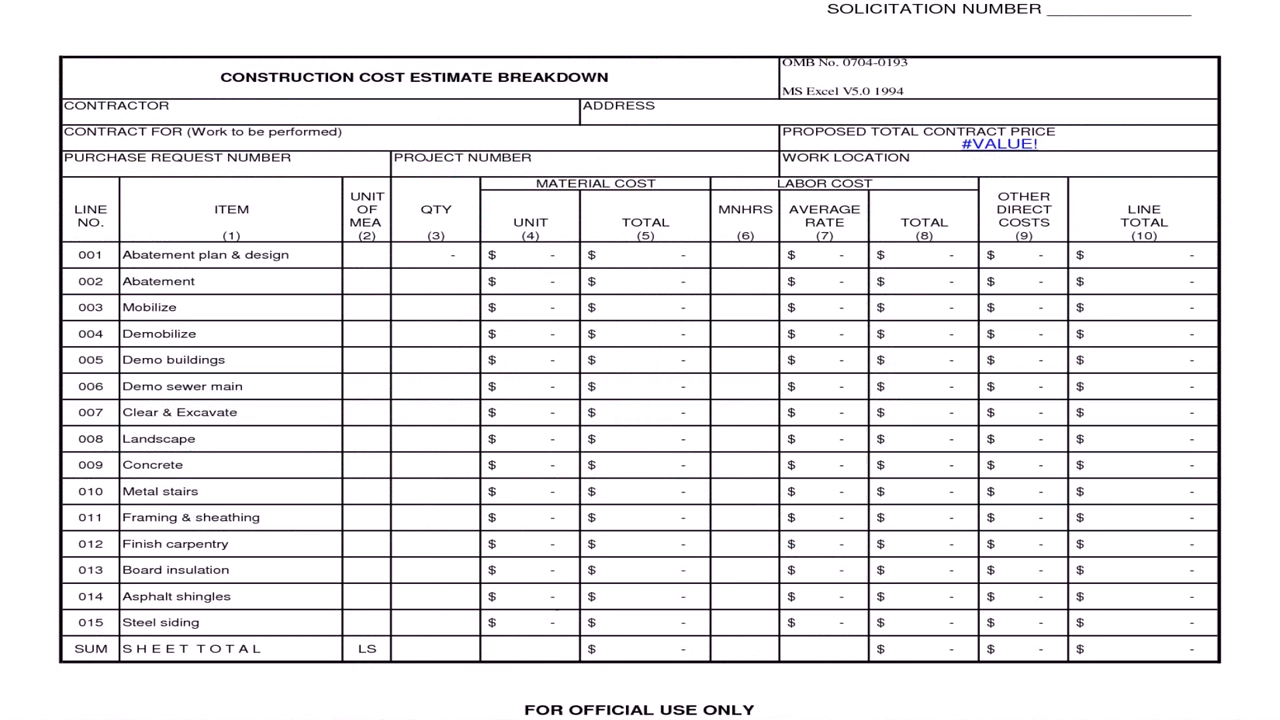 SOLICITATION NUMBER ________________
CONSTRUCTION COST ESTIMATE BREAKDOWN
OMB No. 0704-0193
MS Excel V5.0 1994
CONTRACTOR ADDRESS
CONTRACT FOR (Work to be performed) PROPOSED TOTAL CONTRACT PRICE
#VALUE!
PURCHASE REQUEST NUMBER PROJECT NUMBER WORK LOCATION
MATERIAL COST LABOR COST
LINE NO. ITEM (1) UNIT OF MEA (2) QTY (3) UNIT (4) TOTAL (5) MNHRS (6) AVERAGE RATE (7) TOTAL (8) OTHER DIRECT COSTS (9) LINE TOTAL (10)
001 Abatement plan & design - $ - $ - $ - $ - $ - $ -
002 Abatement $ - $ - $ - $ - $ - $ -
003 Mobilize $ - $ - $ - $ - $ - $ -
004 Demobilize $ - $ - $ - $ - $ - $ -
005 Demo buildings $ - $ - $ - $ - $ - $ -
006 Demo sewer main $ - $ - $ - $ - $ - $ -
007 Clear & Excavate $ - $ - $ - $ - $ - $ -
008 Landscape $ - $ - $ - $ - $ - $ -
009 Concrete $ - $ - $ - $ - $ - $ -
010 Metal stairs $ - $ - $ - $ - $ - $ -
011 Framing & sheathing $ - $ - $ - $ - $ - $ -
012 Finish carpentry $ - $ - $ - $ - $ - $ -
013 Board insulation $ - $ - $ - $ - $ - $ -
014 Asphalt shingles $ - $ - $ - $ - $ - $ -
015 Steel siding $ - $ - $ - $ - $ - $ -
SUM S H E E T T O T A L LS $ - $ - $ - $ -
FOR OFFICIAL USE ONLY